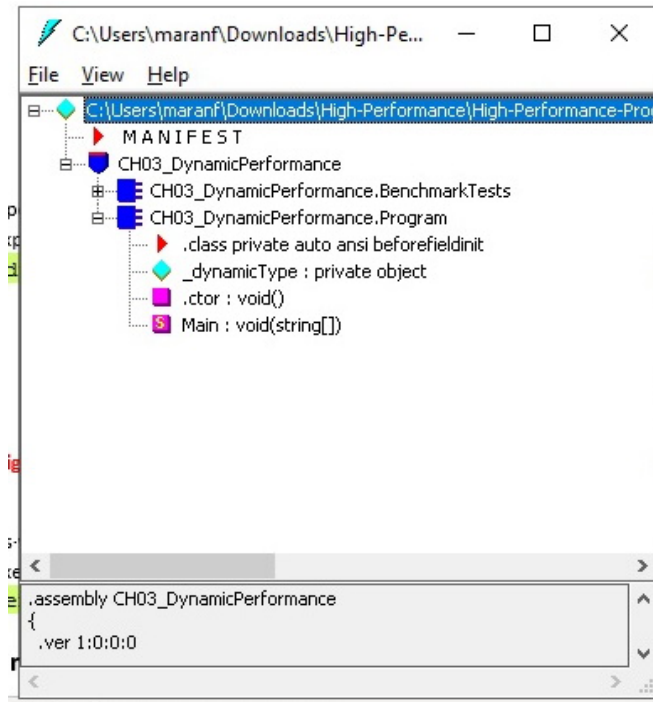 C:\Users\maranf\Downloads\High-Pe...
File View Help
C:\Users\maranf\Downloads\High-Performance\High-Performance-Pro
MANIFEST
CH03_DynamicPerformance
CH03_DynamicPerformance.BenchmarkTests
CH03_DynamicPerformance.Program
.class private auto ansi beforefieldinit
_dynamicType : private object
.ctor : void()
S Main : void(string[])
.assembly CH03_DynamicPerformance
{
.ver 1:0:0:0